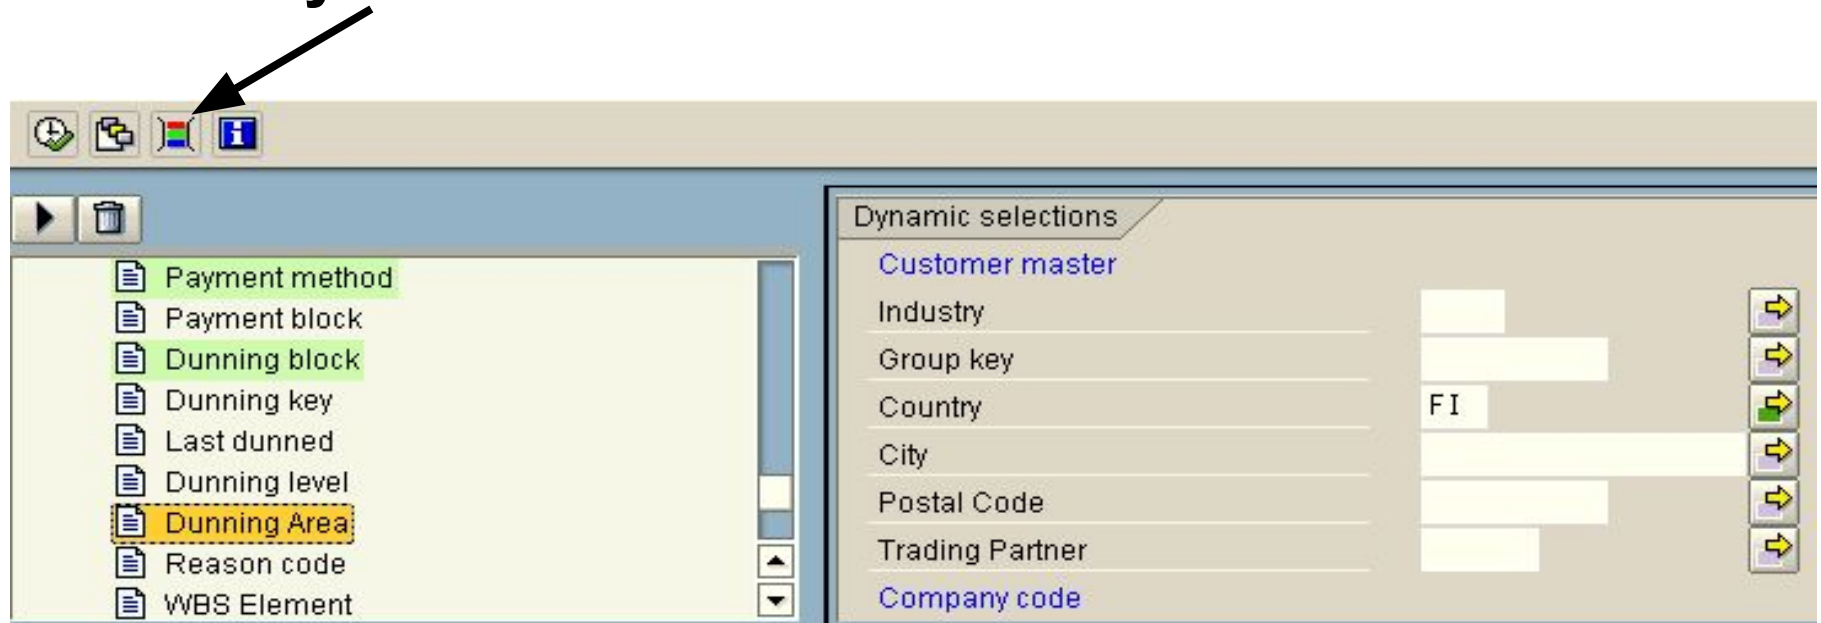 Dynamic selections
Payment method
Payment block
Dunning block
Dunning key
Last dunned
Dunning level
Dunning Area
Reason code
WBS Element
Customer master
Industry
Group key
Country FI
City
Postal Code
Trading Partner
Company code